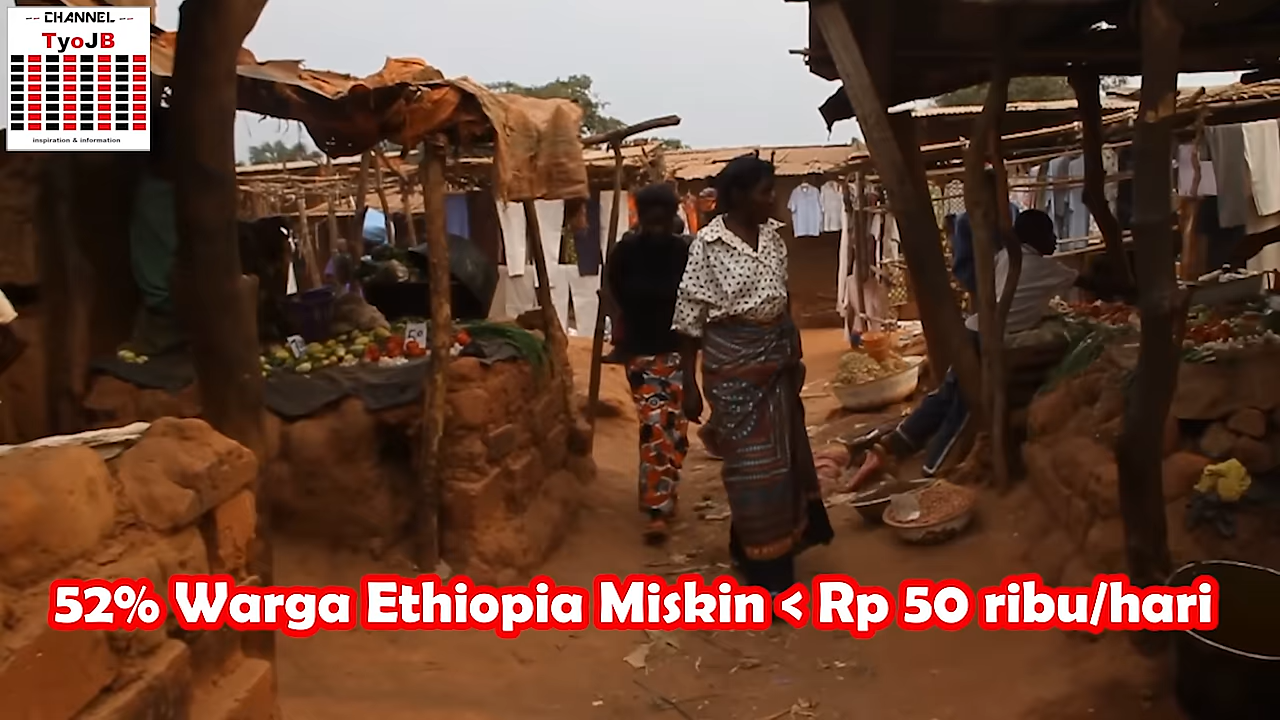 CHANNEL
TyoJB
inspiration & information
52% Warga Ethiopia Miskin < Rp 50 ribu/hari